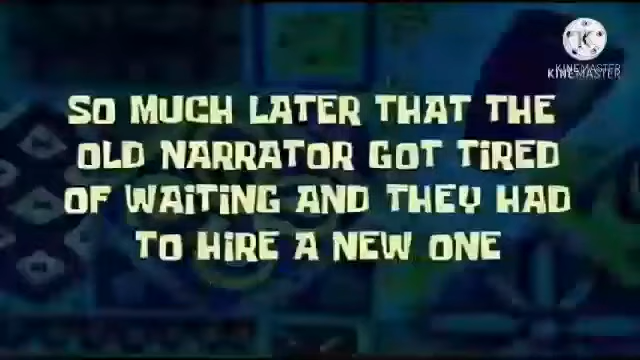 KINEMASTER
KINEMASTER
SO MUCH LATER THAT THE
OLD NARRATOR GOT TIRED
OF WAITING AND THEY HAD
TO HIRE A NEW ONE